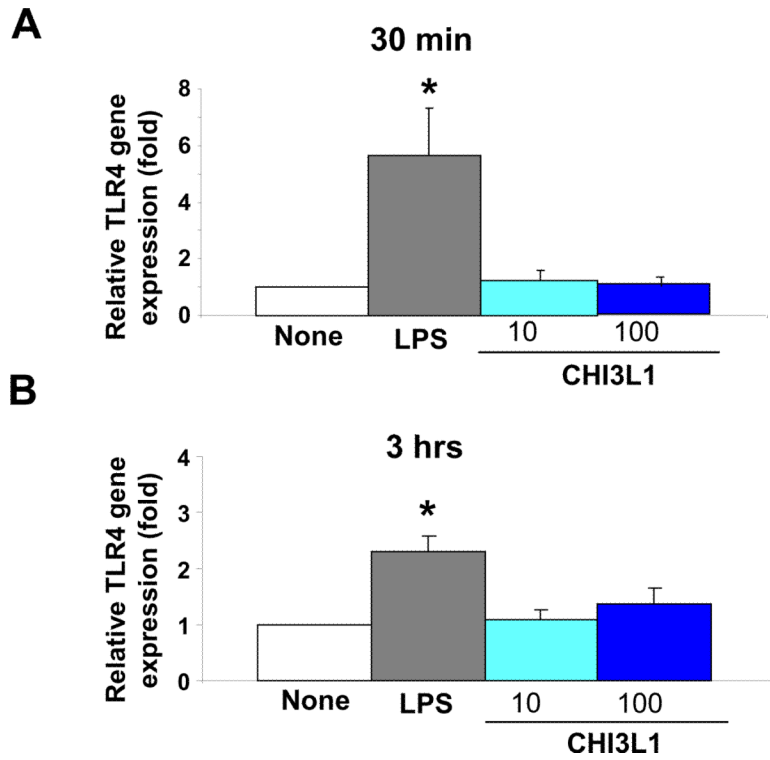 A
30 min
Relative TLR4 gene
expression (fold)
8
6
4
2
0
*
None LPS 10 100
CHI3L1
B
3 hrs
Relative TLR4 gene
expression (fold)
4
3
2
1
0
*
None LPS 10 100
CHI3L1